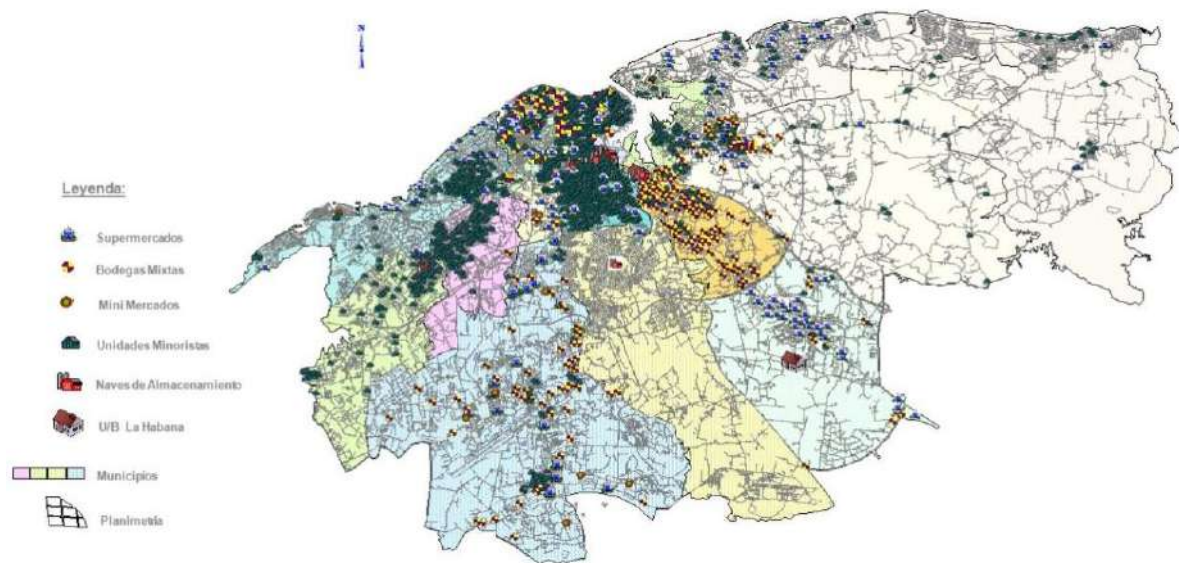 N
Leyenda:
Supermercados
Bodegas Mixtas
Mini Mercados
Unidades Minoristas
Naves de Almacenamiento
U/B La Habana
Municipios
Planimetría